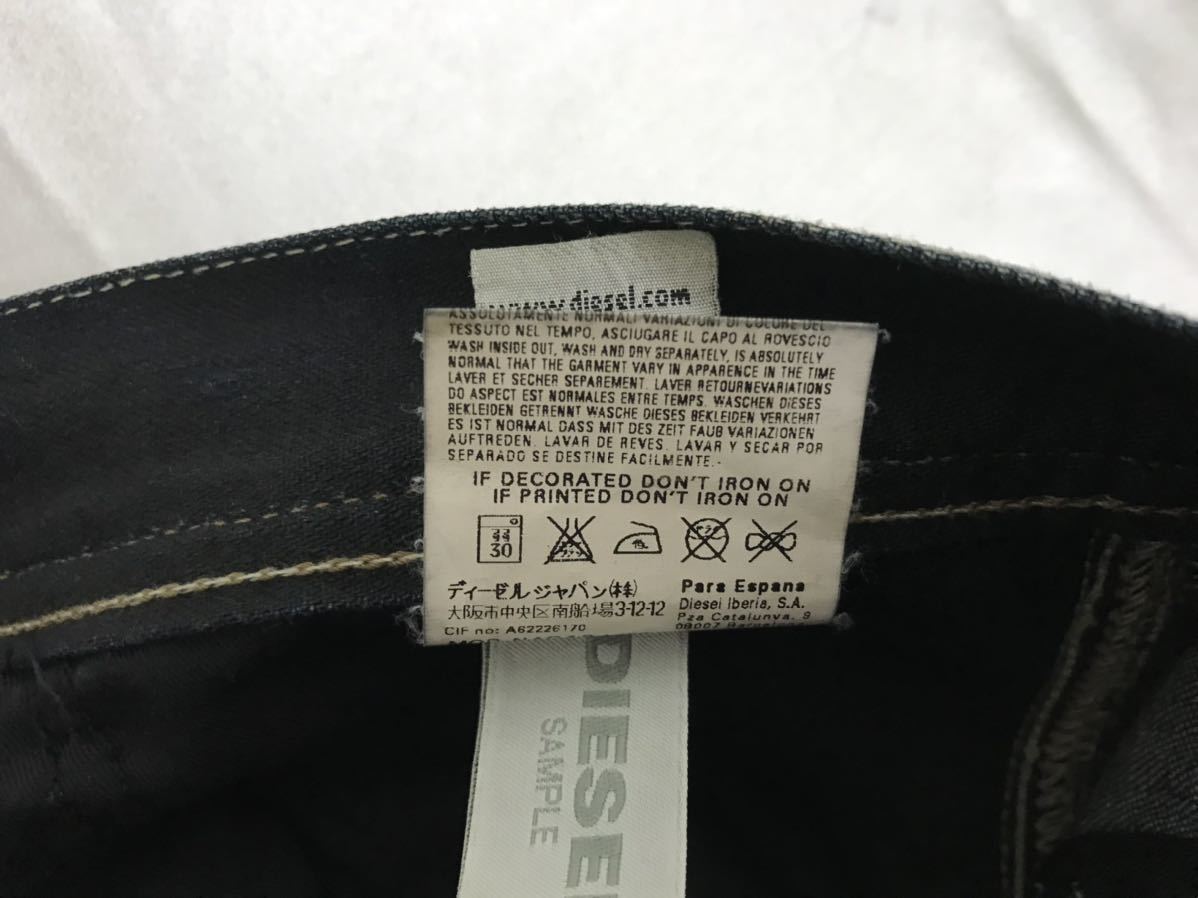 www.diesel.com
ASSOLUTAMENTE NORMALI VARIAZIONI DI COLORE DEL
TESSUTO NEL TEMPO, ASCIUGARE IL CAPO AL ROVESCIO
WASH INSIDE OUT, WASH AND DRY SEPARATELY, IS ABSOLUTELY
NORMAL THAT THE GARMENT VARY IN APPARENCE IN THE TIME
LAVER ET SECHER SEPAREMENT. LAVER RETOURNEVARIATIONS
DO ASPECT EST NORMALES ENTRE TEMPS. WASCHEN DIESES
BEKLEIDEN GETRENNT WASCHE DIESES BEKLEIDEN VERKEHRT
ES IST NORMAL DASS MIT DES ZEIT FAUB VARIAZIONEN
AUFTREDEN. LAVAR DE REVES. LAVAR Y SECAR POR
SEPARADO SE DESTINE FACILMENTE.-
IF DECORATED DON'T IRON ON
IF PRINTED DON'T IRON ON
30
ディーゼルジャパン(株)
大阪市中央区南船場3-12-12
CIF no: A62226170
Para Espana
Diesel Iberia, S.A.
Pza Catalunya, 9
08007 Barcelona
DIESEL
SAMPLE